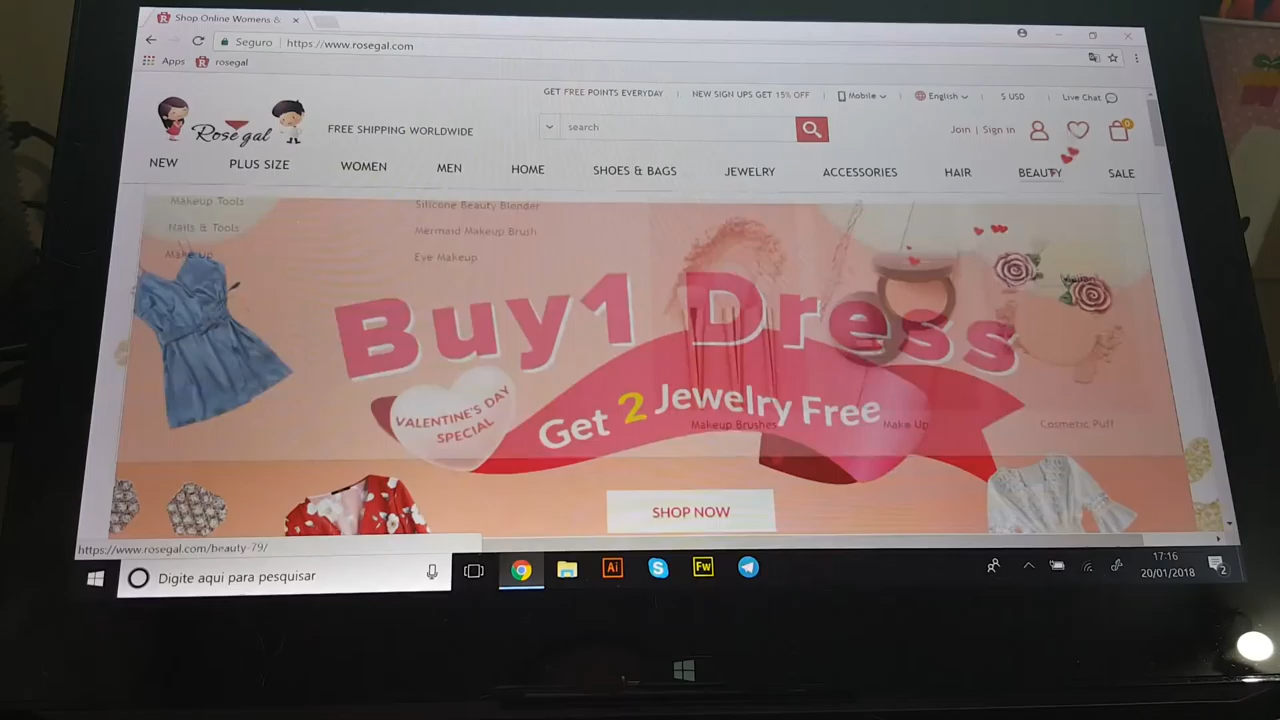 Shop Online Womens &
Seguro https://www.rosegal.com
Apps rosegal
GET FREE POINTS EVERYDAY NEW SIGN UPS GET 15% OFF Mobile English $ USD Live Chat
Rosegal FREE SHIPPING WORLDWIDE search Join | Sign in 0
NEW PLUS SIZE WOMEN MEN HOME SHOES & BAGS JEWELRY ACCESSORIES HAIR BEAUTY SALE
Makeup Tools Silicone Beauty Blender
Nails & Tools Mermaid Makeup Brush
Make up Eye Makeup
Buy1 Dress
VALENTINE'S DAY
SPECIAL
Get 2 Jewelry Free
Makeup Brushes Make Up Cosmetic Puff
SHOP NOW
https://www.rosegal.com/beauty-79/
Digite aqui para pesquisar Ai S Fw 17:16
20/01/2018 2